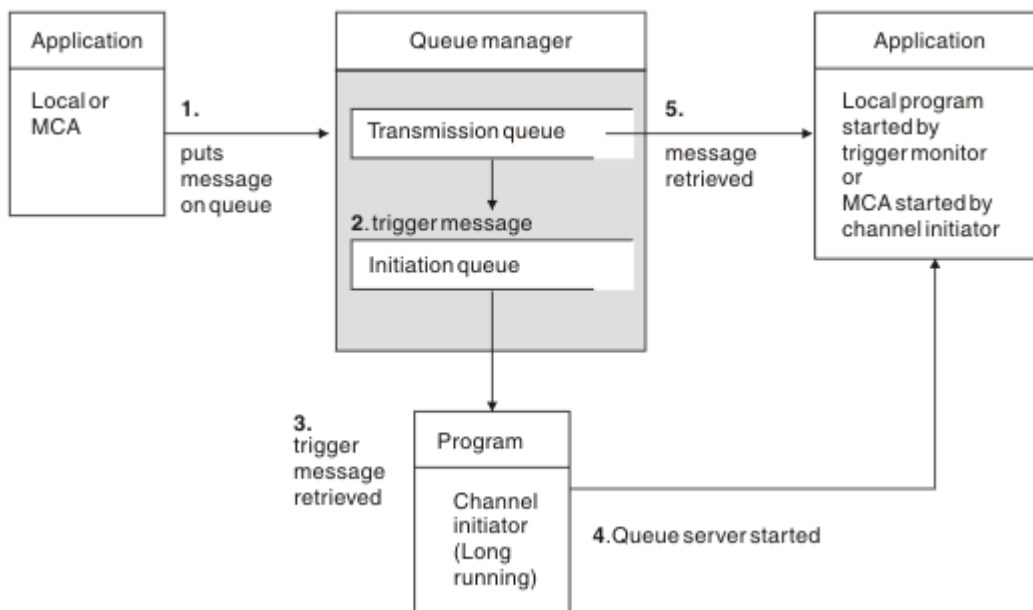 Application
Local or
MCA
1.
puts
message
on queue
Queue manager
Transmission queue
2. trigger message
Initiation queue
5.
message
retrieved
Application
Local program
started by
trigger monitor
or
MCA started by
channel initiator
3.
trigger
message
retrieved
Program
Channel
initiator
(Long
running)
4. Queue server started